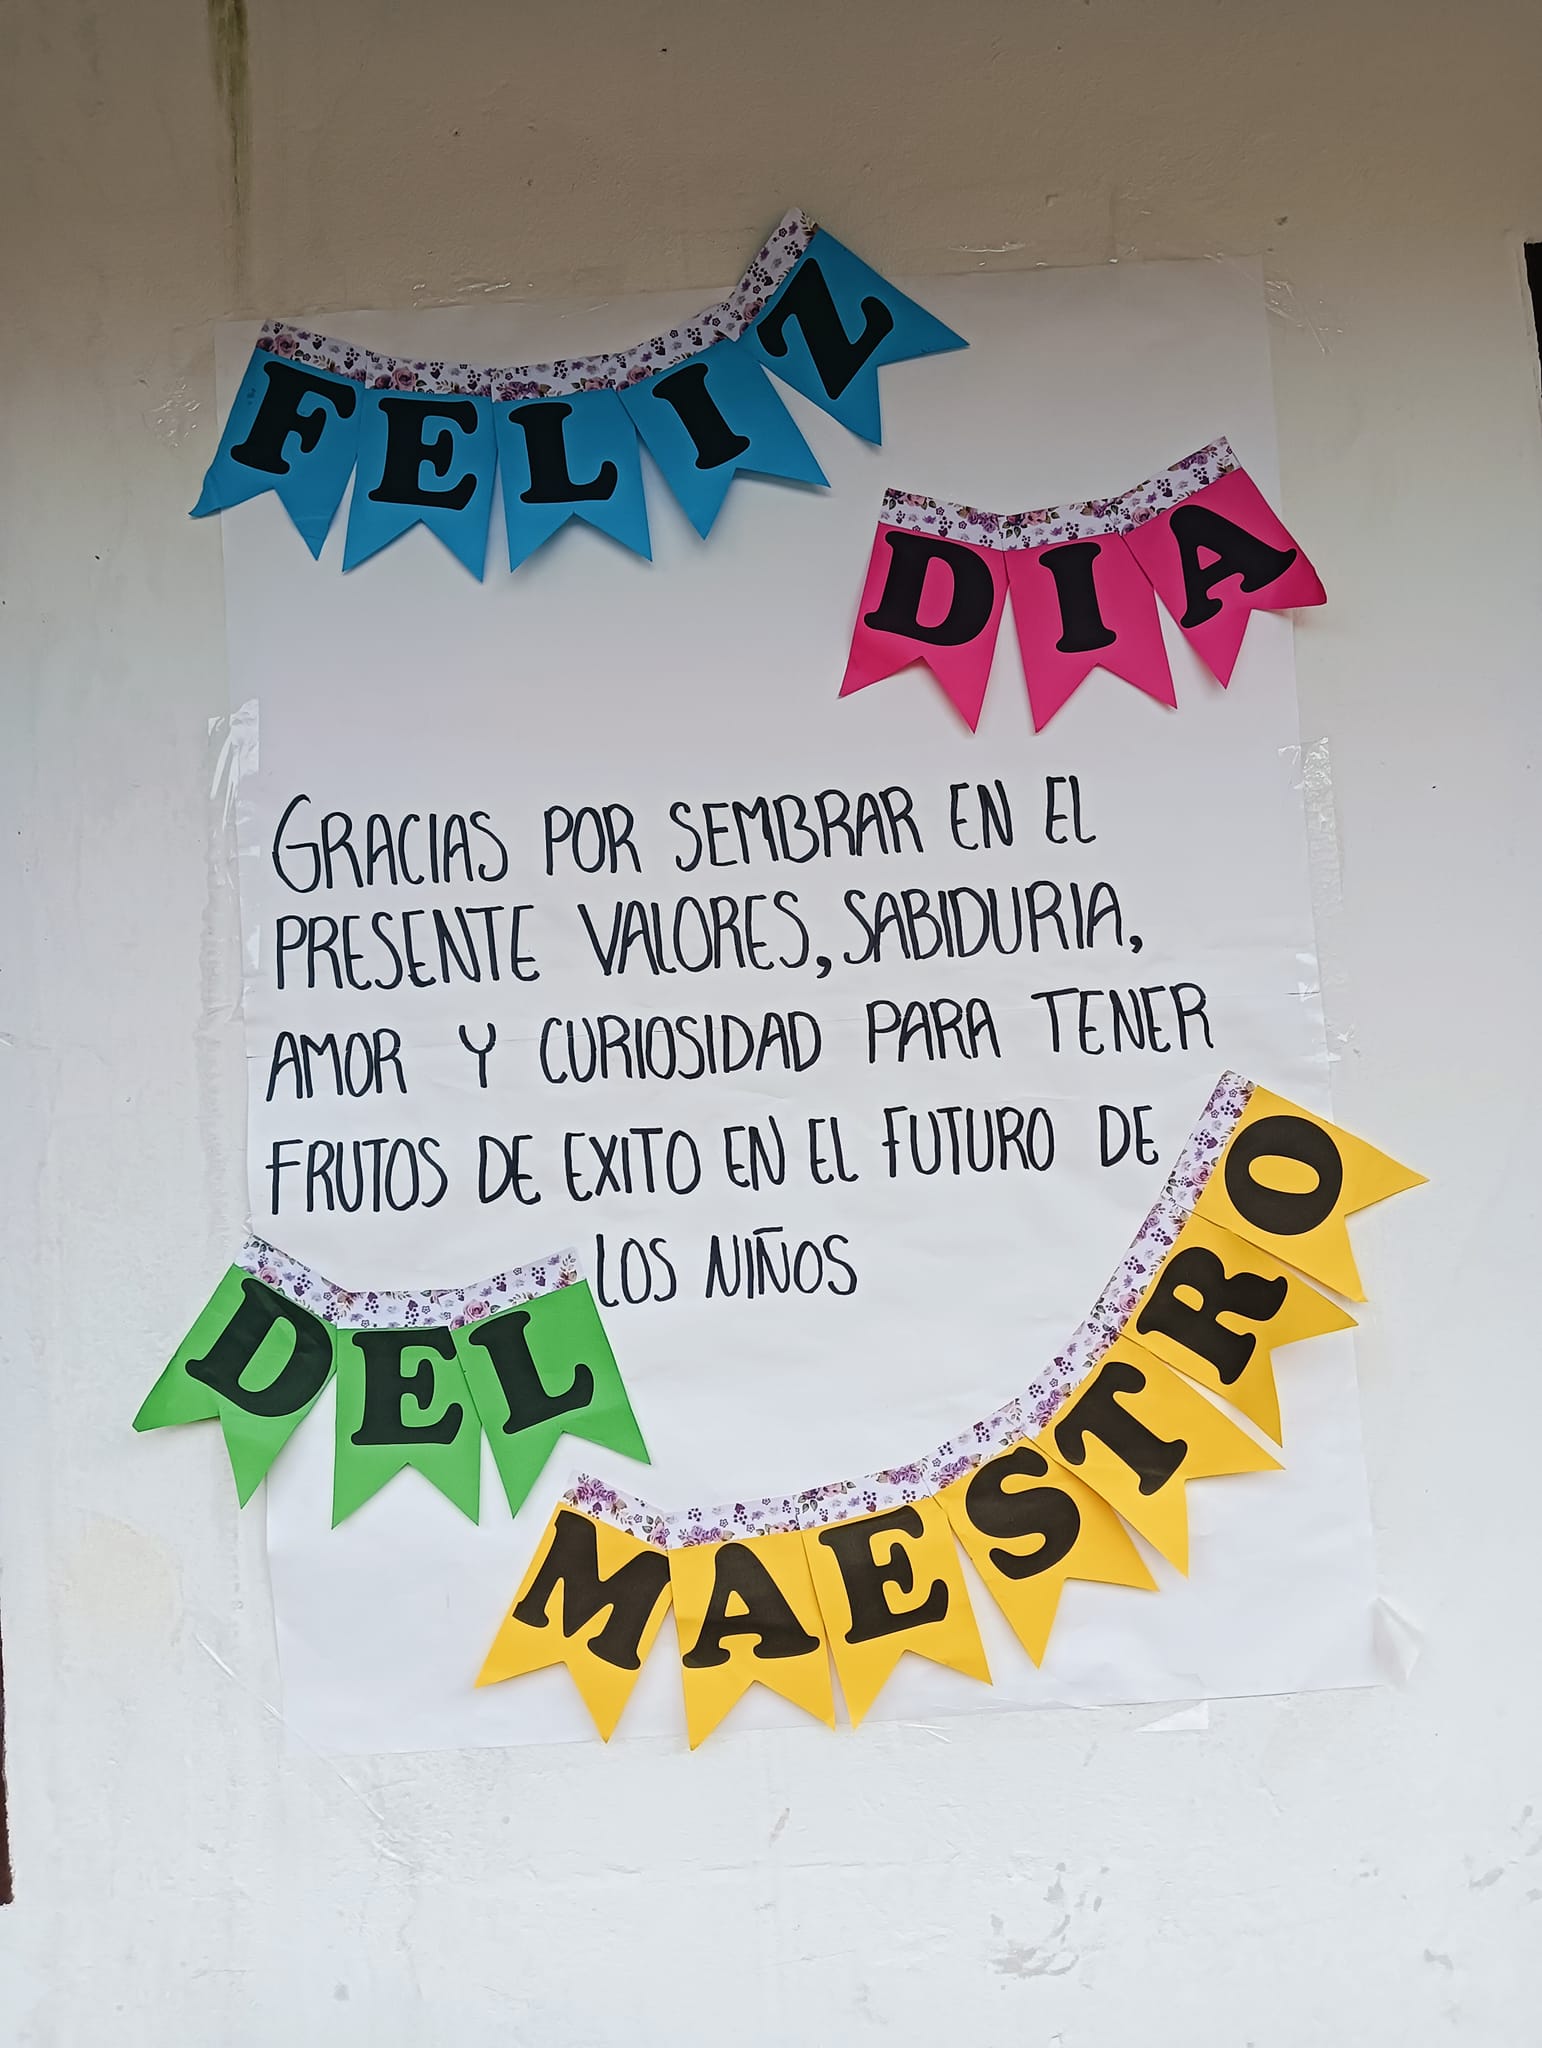 FELIZ
DIA
GRACIAS POR SEMBRAR EN EL
PRESENTE VALORES, SABIDURIA,
AMOR Y CURIOSIDAD PARA TENER
FRUTOS DE EXITO EN EL FUTURO DE
LOS NIÑOS
DEL
MAESTRO